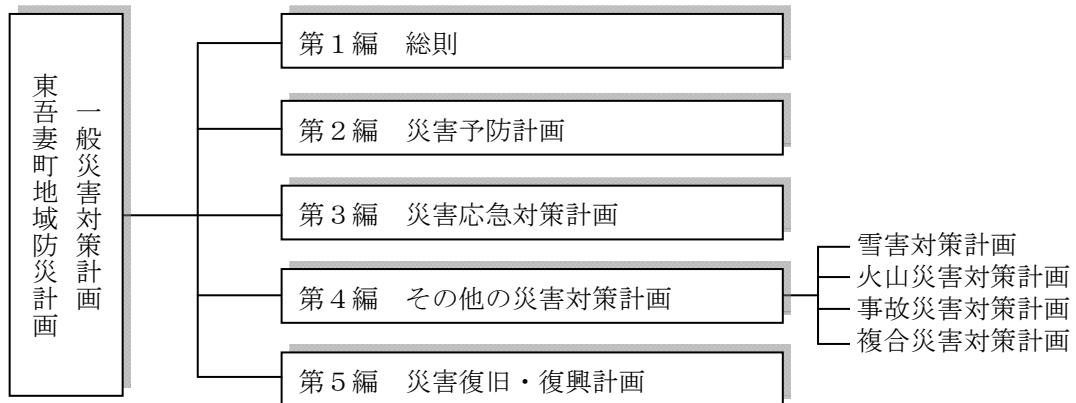 東吾妻町地域防災計画
一般災害対策計画
第１編　総則
第２編　災害予防計画
第３編　災害応急対策計画
第４編　その他の災害対策計画
雪害対策計画
火山災害対策計画
事故災害対策計画
複合災害対策計画
第５編　災害復旧・復興計画